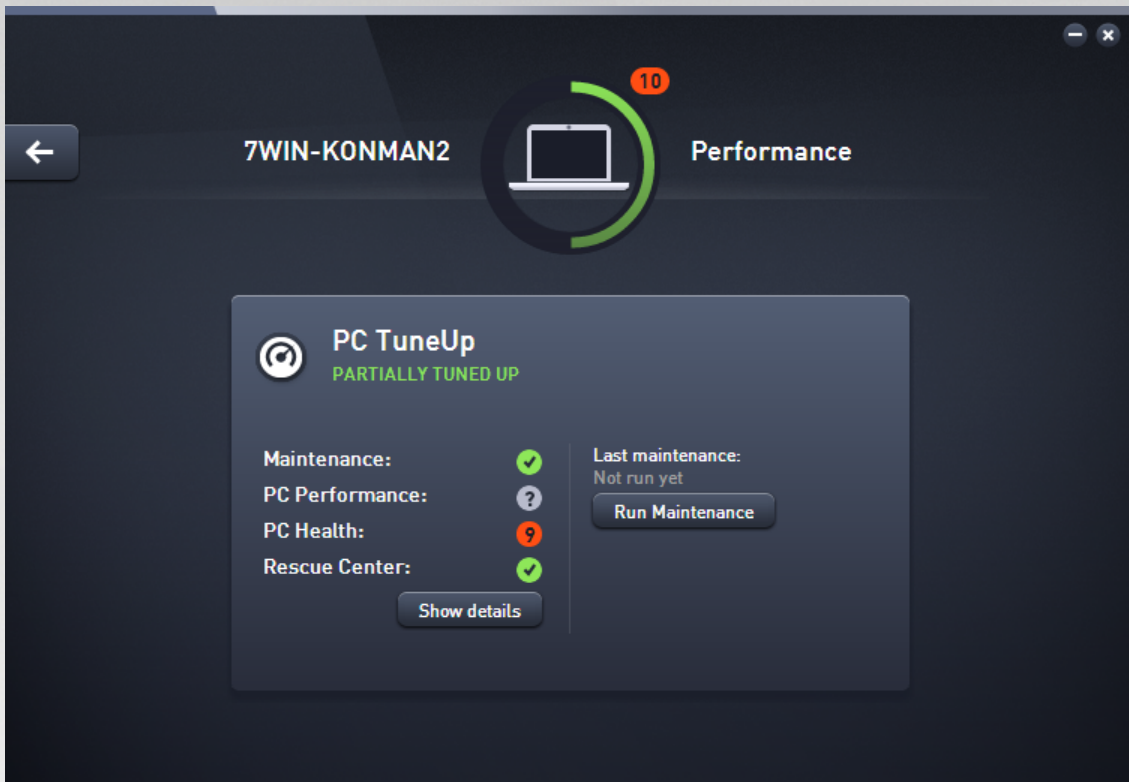 10
7WIN-KONMAN2
Performance
PC TuneUp
PARTIALLY TUNED UP
Maintenance:
PC Performance: ?
PC Health: 9
Rescue Center:
Show details
Last maintenance:
Not run yet
Run Maintenance